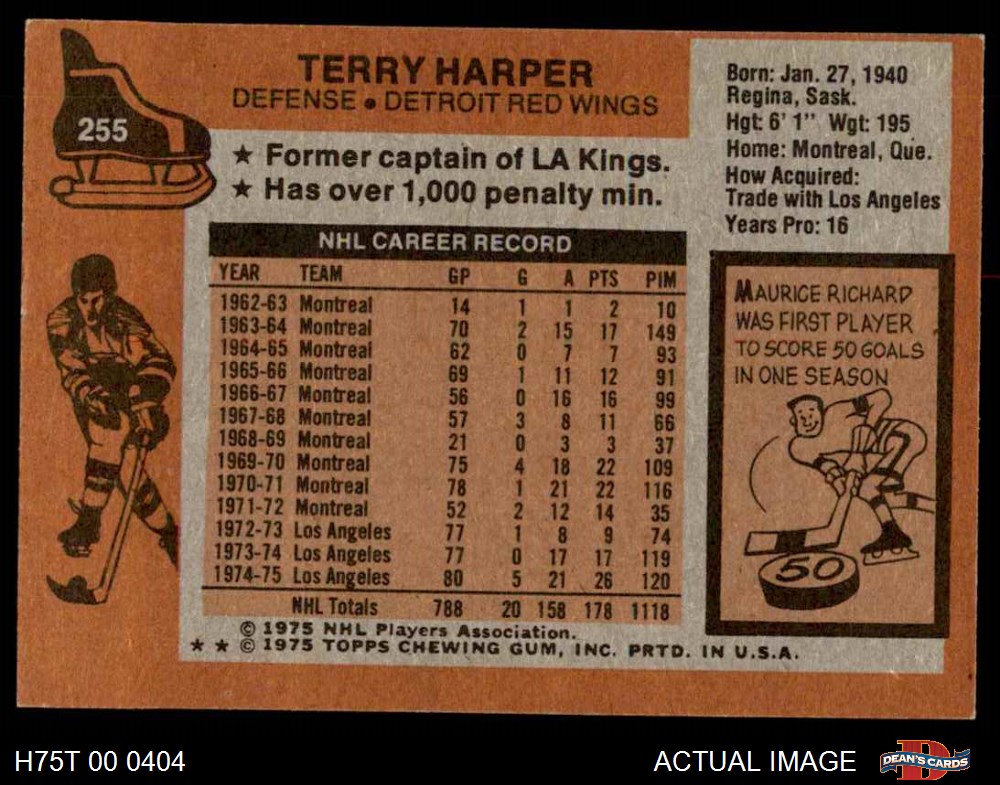 255
TERRY HARPER
DEFENSE • DETROIT RED WINGS
★ Former captain of LA Kings.
★ Has over 1,000 penalty min.
Born: Jan. 27, 1940
Regina, Sask.
Hgt: 6' 1" Wgt: 195
Home: Montreal, Que.
How Acquired:
Trade with Los Angeles
Years Pro: 16
NHL CAREER RECORD
YEAR TEAM GP G A PTS PIM
1962-63 Montreal 14 1 1 2 10
1963-64 Montreal 70 2 15 17 149
1964-65 Montreal 62 0 7 7 93
1965-66 Montreal 69 1 11 12 91
1966-67 Montreal 56 0 16 16 99
1967-68 Montreal 57 3 8 11 66
1968-69 Montreal 21 0 3 3 37
1969-70 Montreal 75 4 18 22 109
1970-71 Montreal 78 1 21 22 116
1971-72 Montreal 52 2 12 14 35
1972-73 Los Angeles 77 1 8 9 74
1973-74 Los Angeles 77 0 17 17 119
1974-75 Los Angeles 80 5 21 26 120
NHL Totals 788 20 158 178 1118
© 1975 NHL Players Association.
★ ★ © 1975 TOPPS CHEWING GUM, INC. PRTD. IN U.S.A.
MAURICE RICHARD
WAS FIRST PLAYER
TO SCORE 50 GOALS
IN ONE SEASON
50
H75T 00 0404
ACTUAL IMAGE
D
DEAN'S CARDS